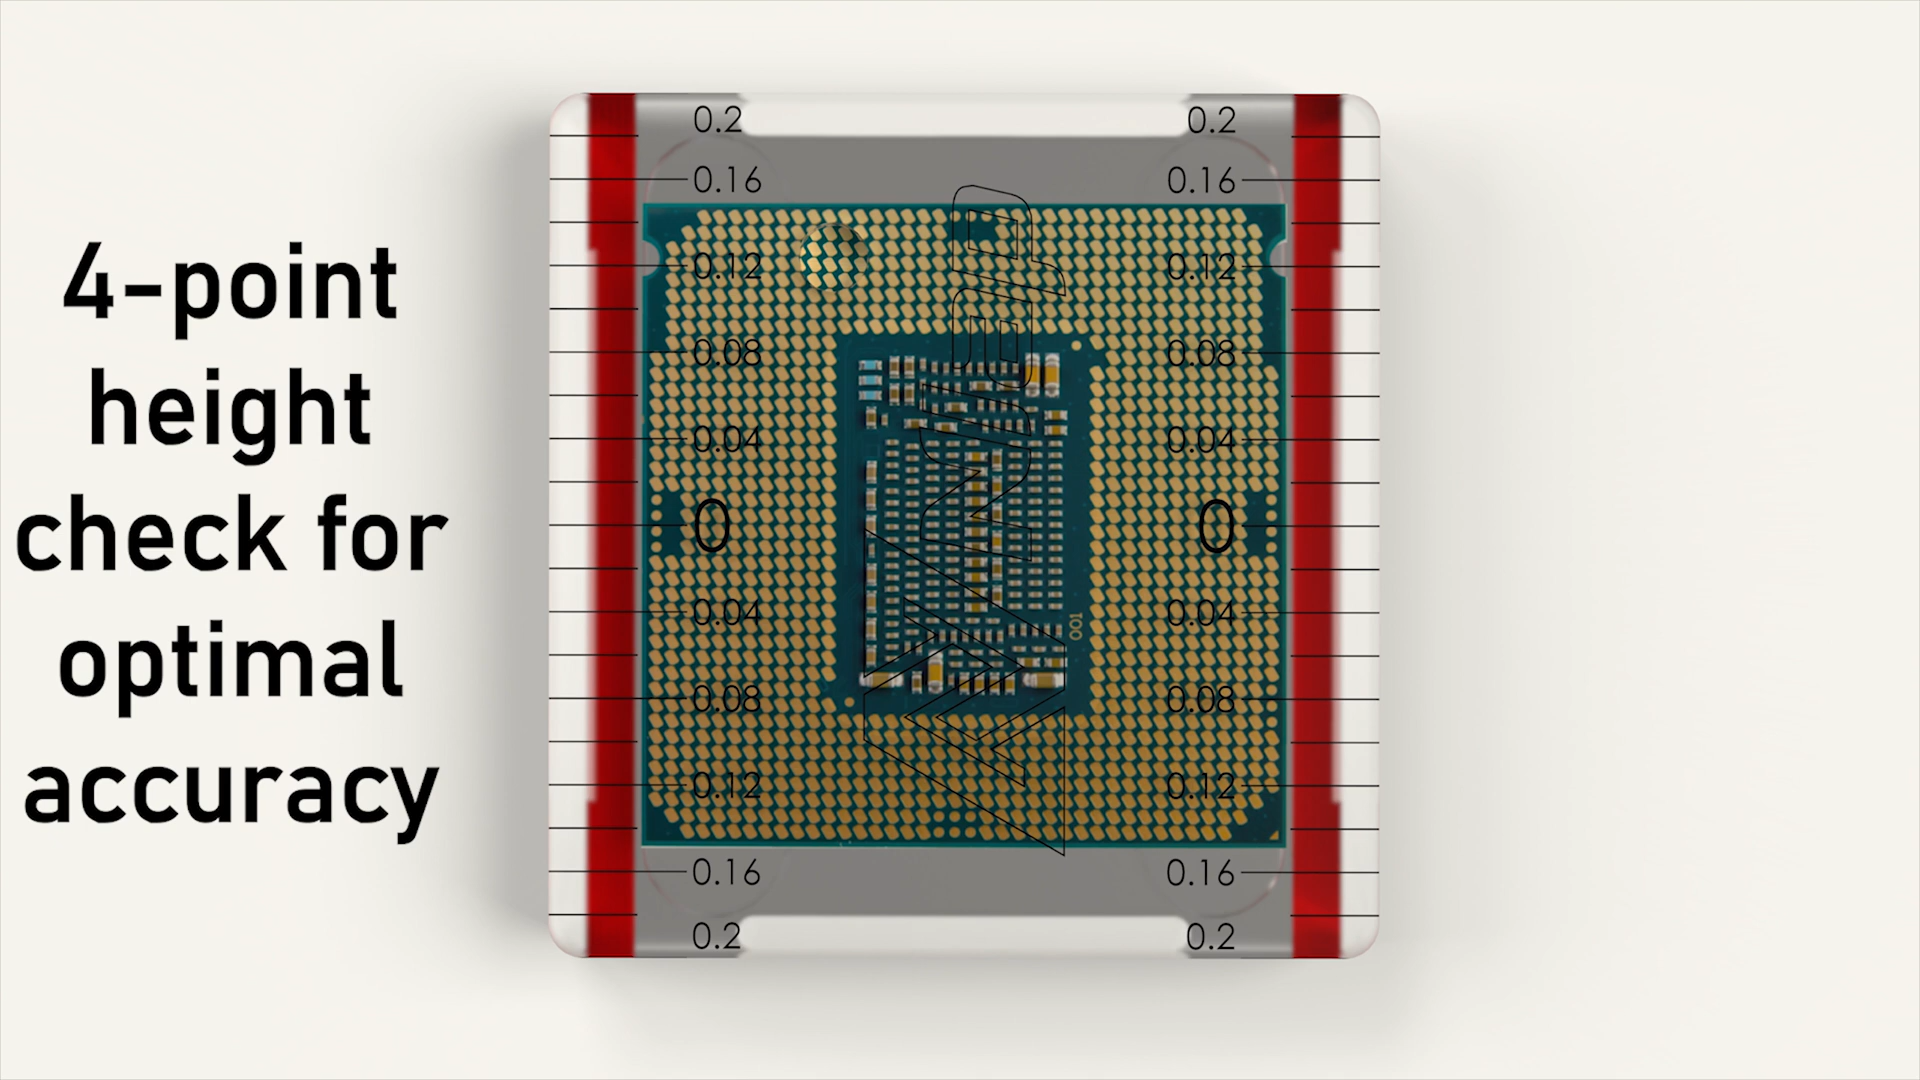 4-point
height
check for
optimal
accuracy
0.2 0.2
0.16 0.16
0.12 0.12
0.08 0.08
0.04 0.04
0 0
0.04 0.04
001
0.08 0.08
0.12 0.12
0.16 0.16
0.2 0.2